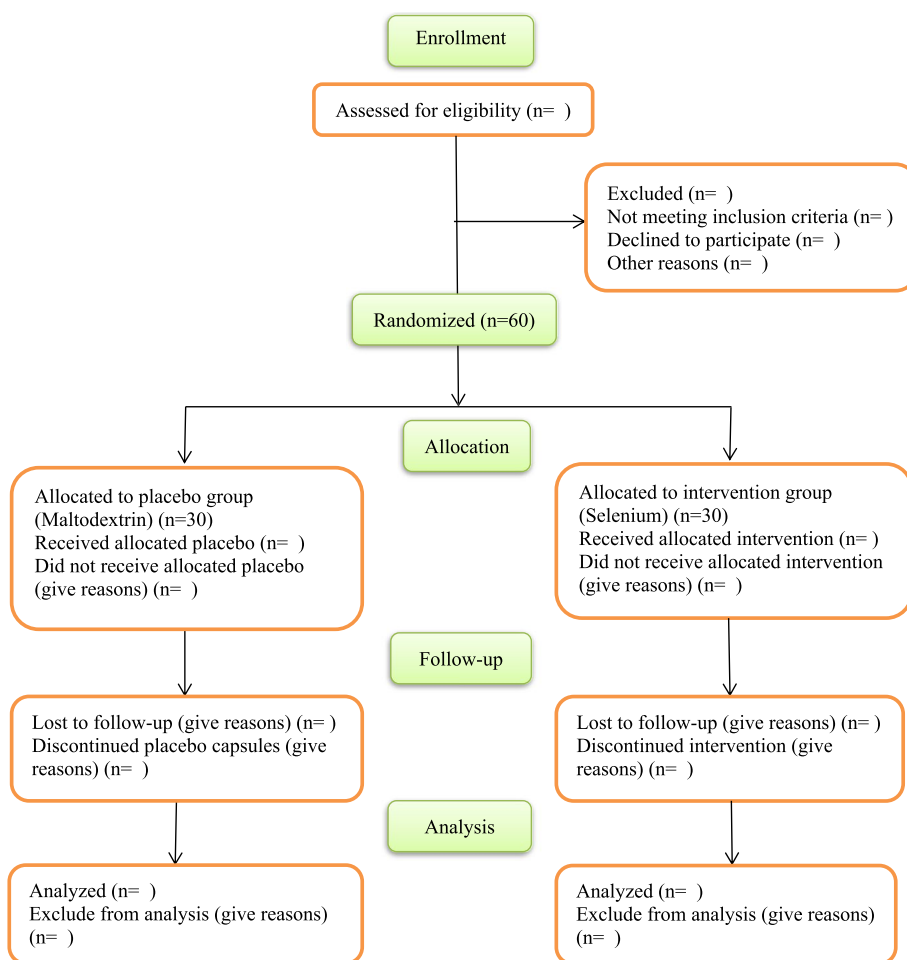 Enrollment
Assessed for eligibility (n=  )
Excluded (n=  )
Not meeting inclusion criteria (n= )
Declined to participate (n=  )
Other reasons (n=  )
Randomized (n=60)
Allocation
Allocated to placebo group
(Maltodextrin) (n=30)
Received allocated placebo (n=  )
Did not receive allocated placebo
(give reasons) (n=  )
Allocated to intervention group
(Selenium) (n=30)
Received allocated intervention (n= )
Did not receive allocated intervention
(give reasons) (n=  )
Follow-up
Lost to follow-up (give reasons) (n= )
Discontinued placebo capsules (give
reasons) (n=  )
Lost to follow-up (give reasons) (n= )
Discontinued intervention (give
reasons) (n=  )
Analysis
Analyzed (n=  )
Exclude from analysis (give reasons)
(n=  )
Analyzed (n=  )
Exclude from analysis (give reasons)
(n=  )